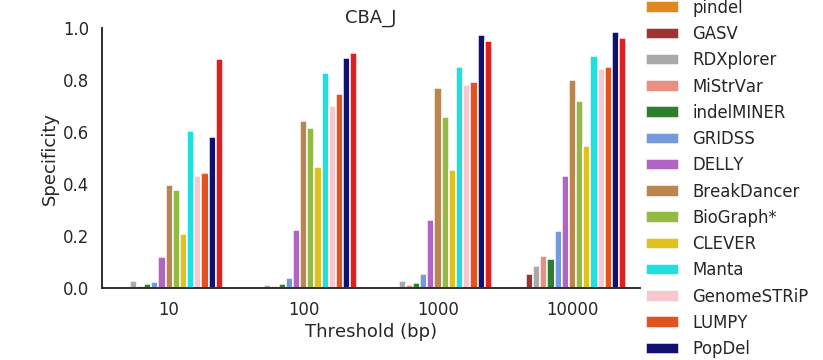 CBA_J
1.0
0.8
0.6
0.4
0.2
0.0
Specificity
10
100
1000
10000
Threshold (bp)
pindel
GASV
RDXplorer
MiStrVar
indelMINER
GRIDSS
DELLY
BreakDancer
BioGraph*
CLEVER
Manta
GenomeSTRiP
LUMPY
PopDel